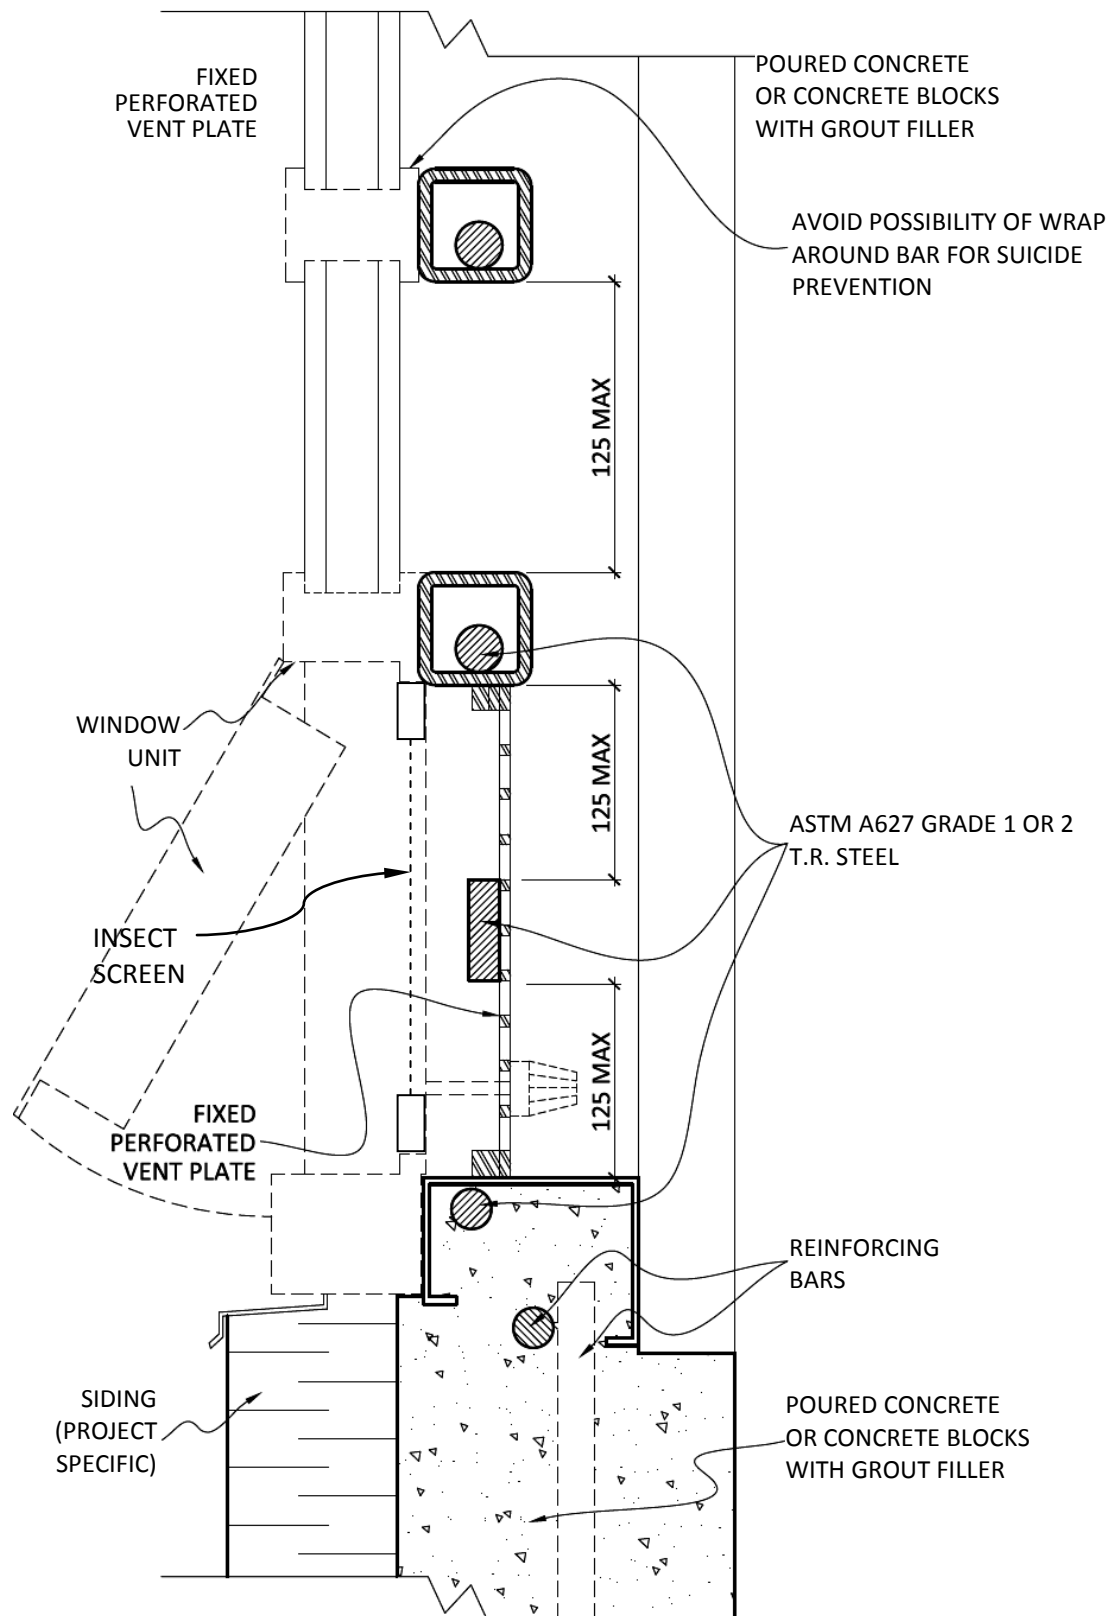 FIXED
PERFORATED
VENT PLATE
POURED CONCRETE
OR CONCRETE BLOCKS
WITH GROUT FILLER
AVOID POSSIBILITY OF WRAP
AROUND BAR FOR SUICIDE
PREVENTION
125 MAX
WINDOW
UNIT
125 MAX
ASTM A627 GRADE 1 OR 2
T.R. STEEL
INSECT
SCREEN
125 MAX
FIXED
PERFORATED
VENT PLATE
REINFORCING
BARS
SIDING
(PROJECT
SPECIFIC)
POURED CONCRETE
OR CONCRETE BLOCKS
WITH GROUT FILLER